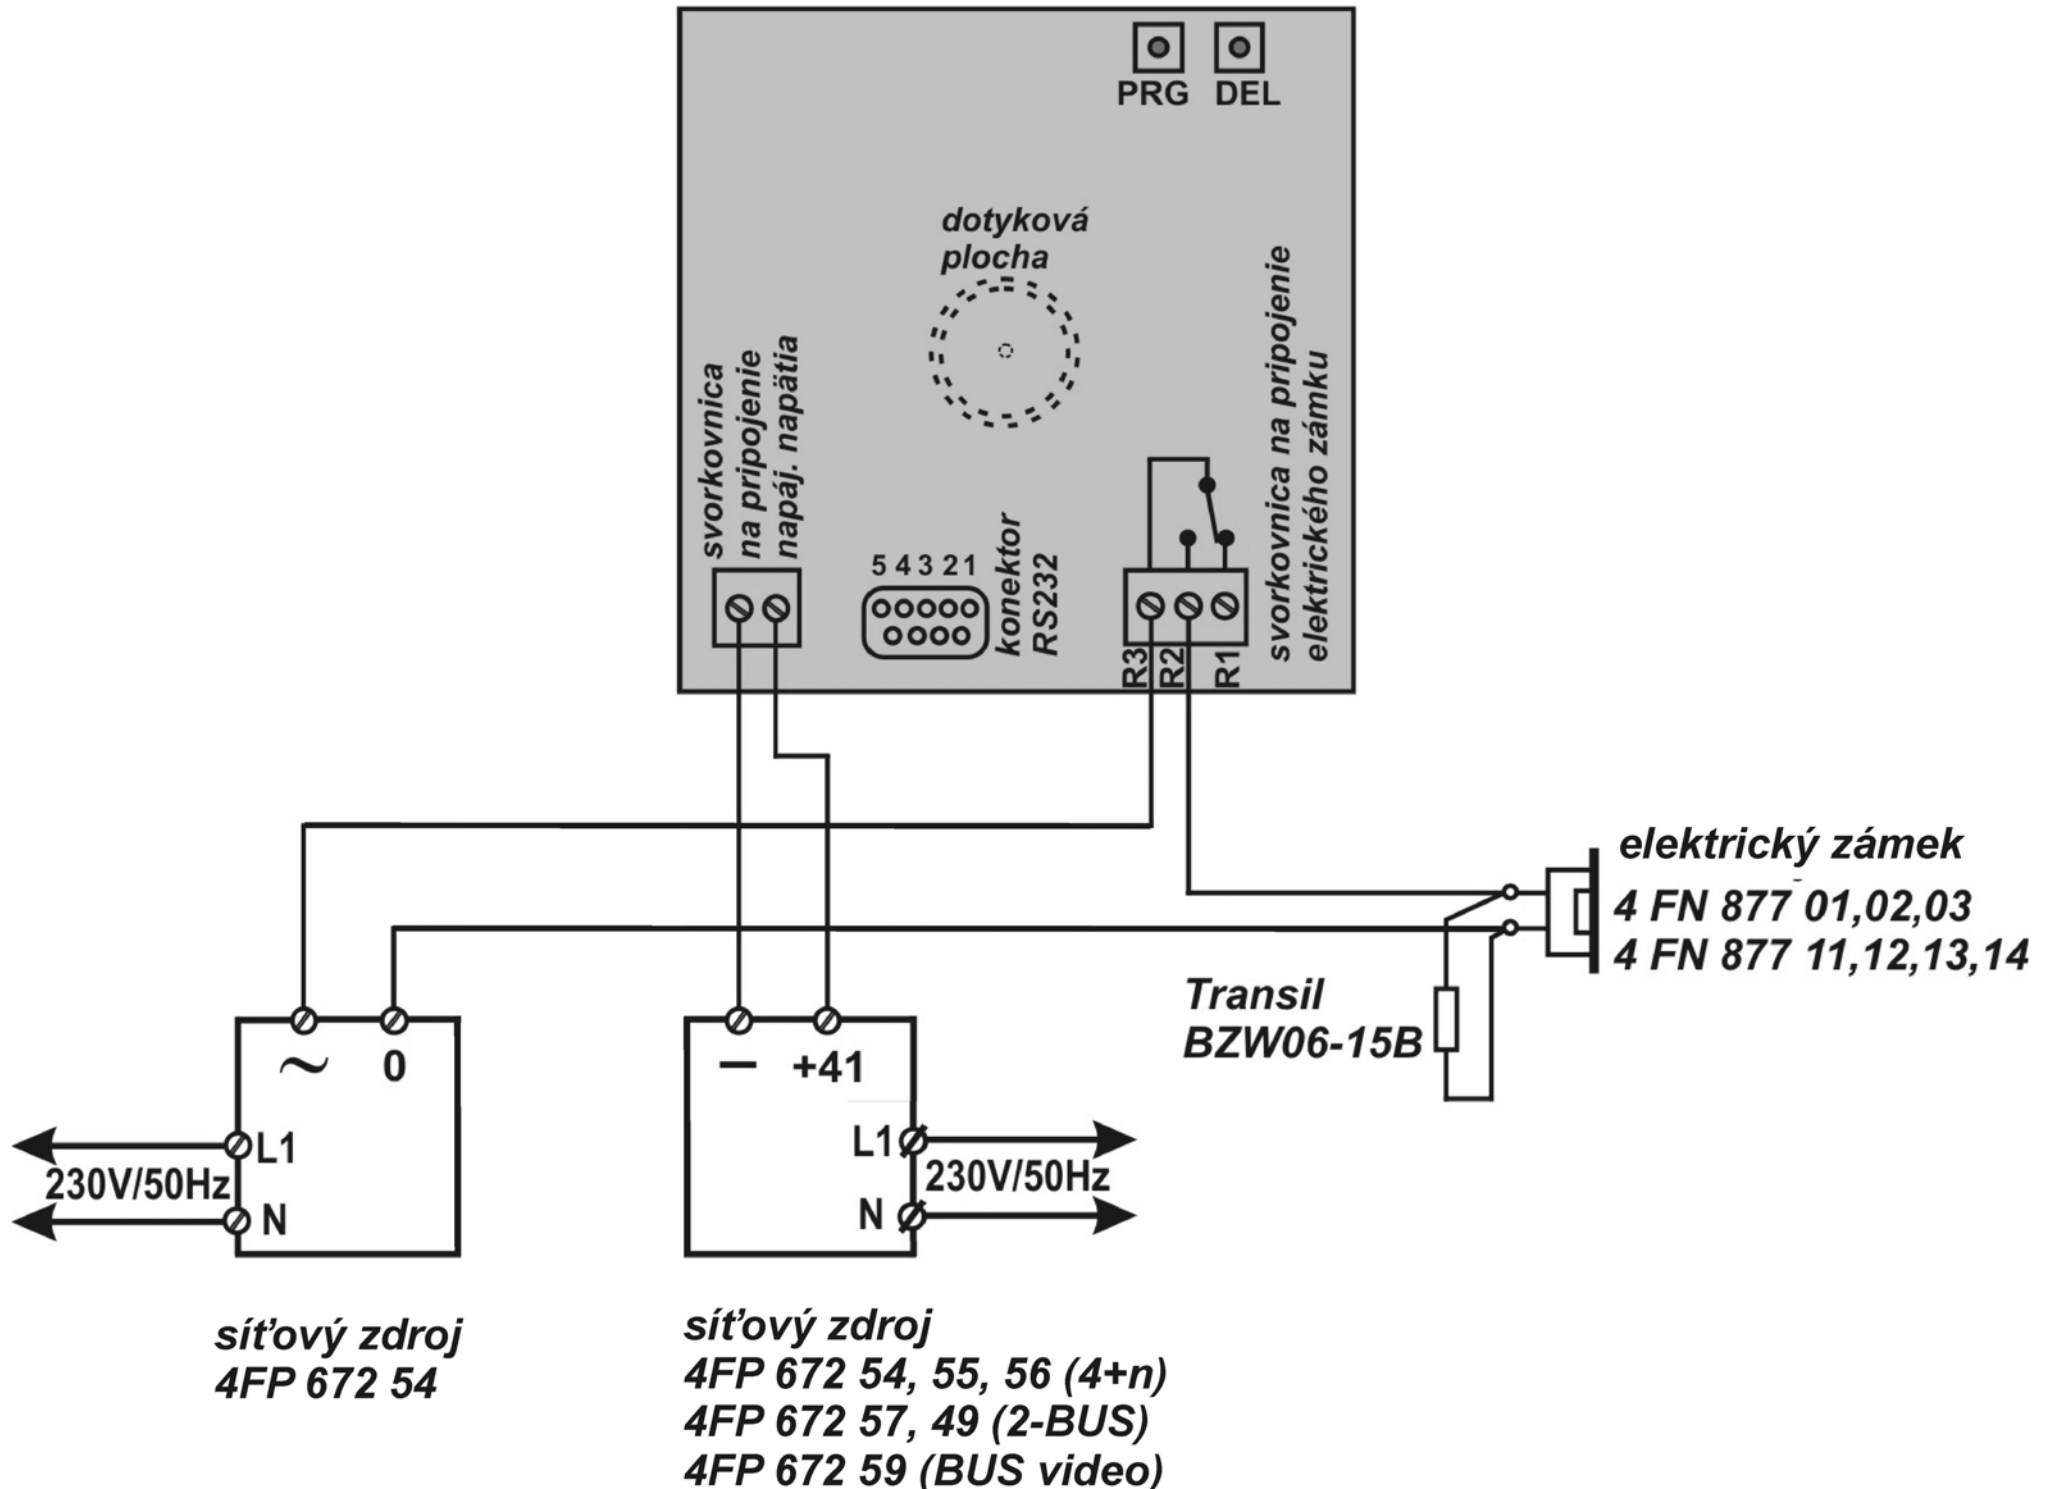 PRG DEL
dotyková
plocha
svorkovnica
na pripojenie
napáj. napätia
5 4 3 2 1
konektor
RS232
svorkovnica na pripojenie
elektrického zámku
R3
R2
R1
elektrický zámek
4 FN 877 01,02,03
4 FN 877 11,12,13,14
Transil
BZW06-15B
~ 0
L1
230V/50Hz
N
− +41
L1
230V/50Hz
N
síťový zdroj
4FP 672 54
síťový zdroj
4FP 672 54, 55, 56 (4+n)
4FP 672 57, 49 (2-BUS)
4FP 672 59 (BUS video)